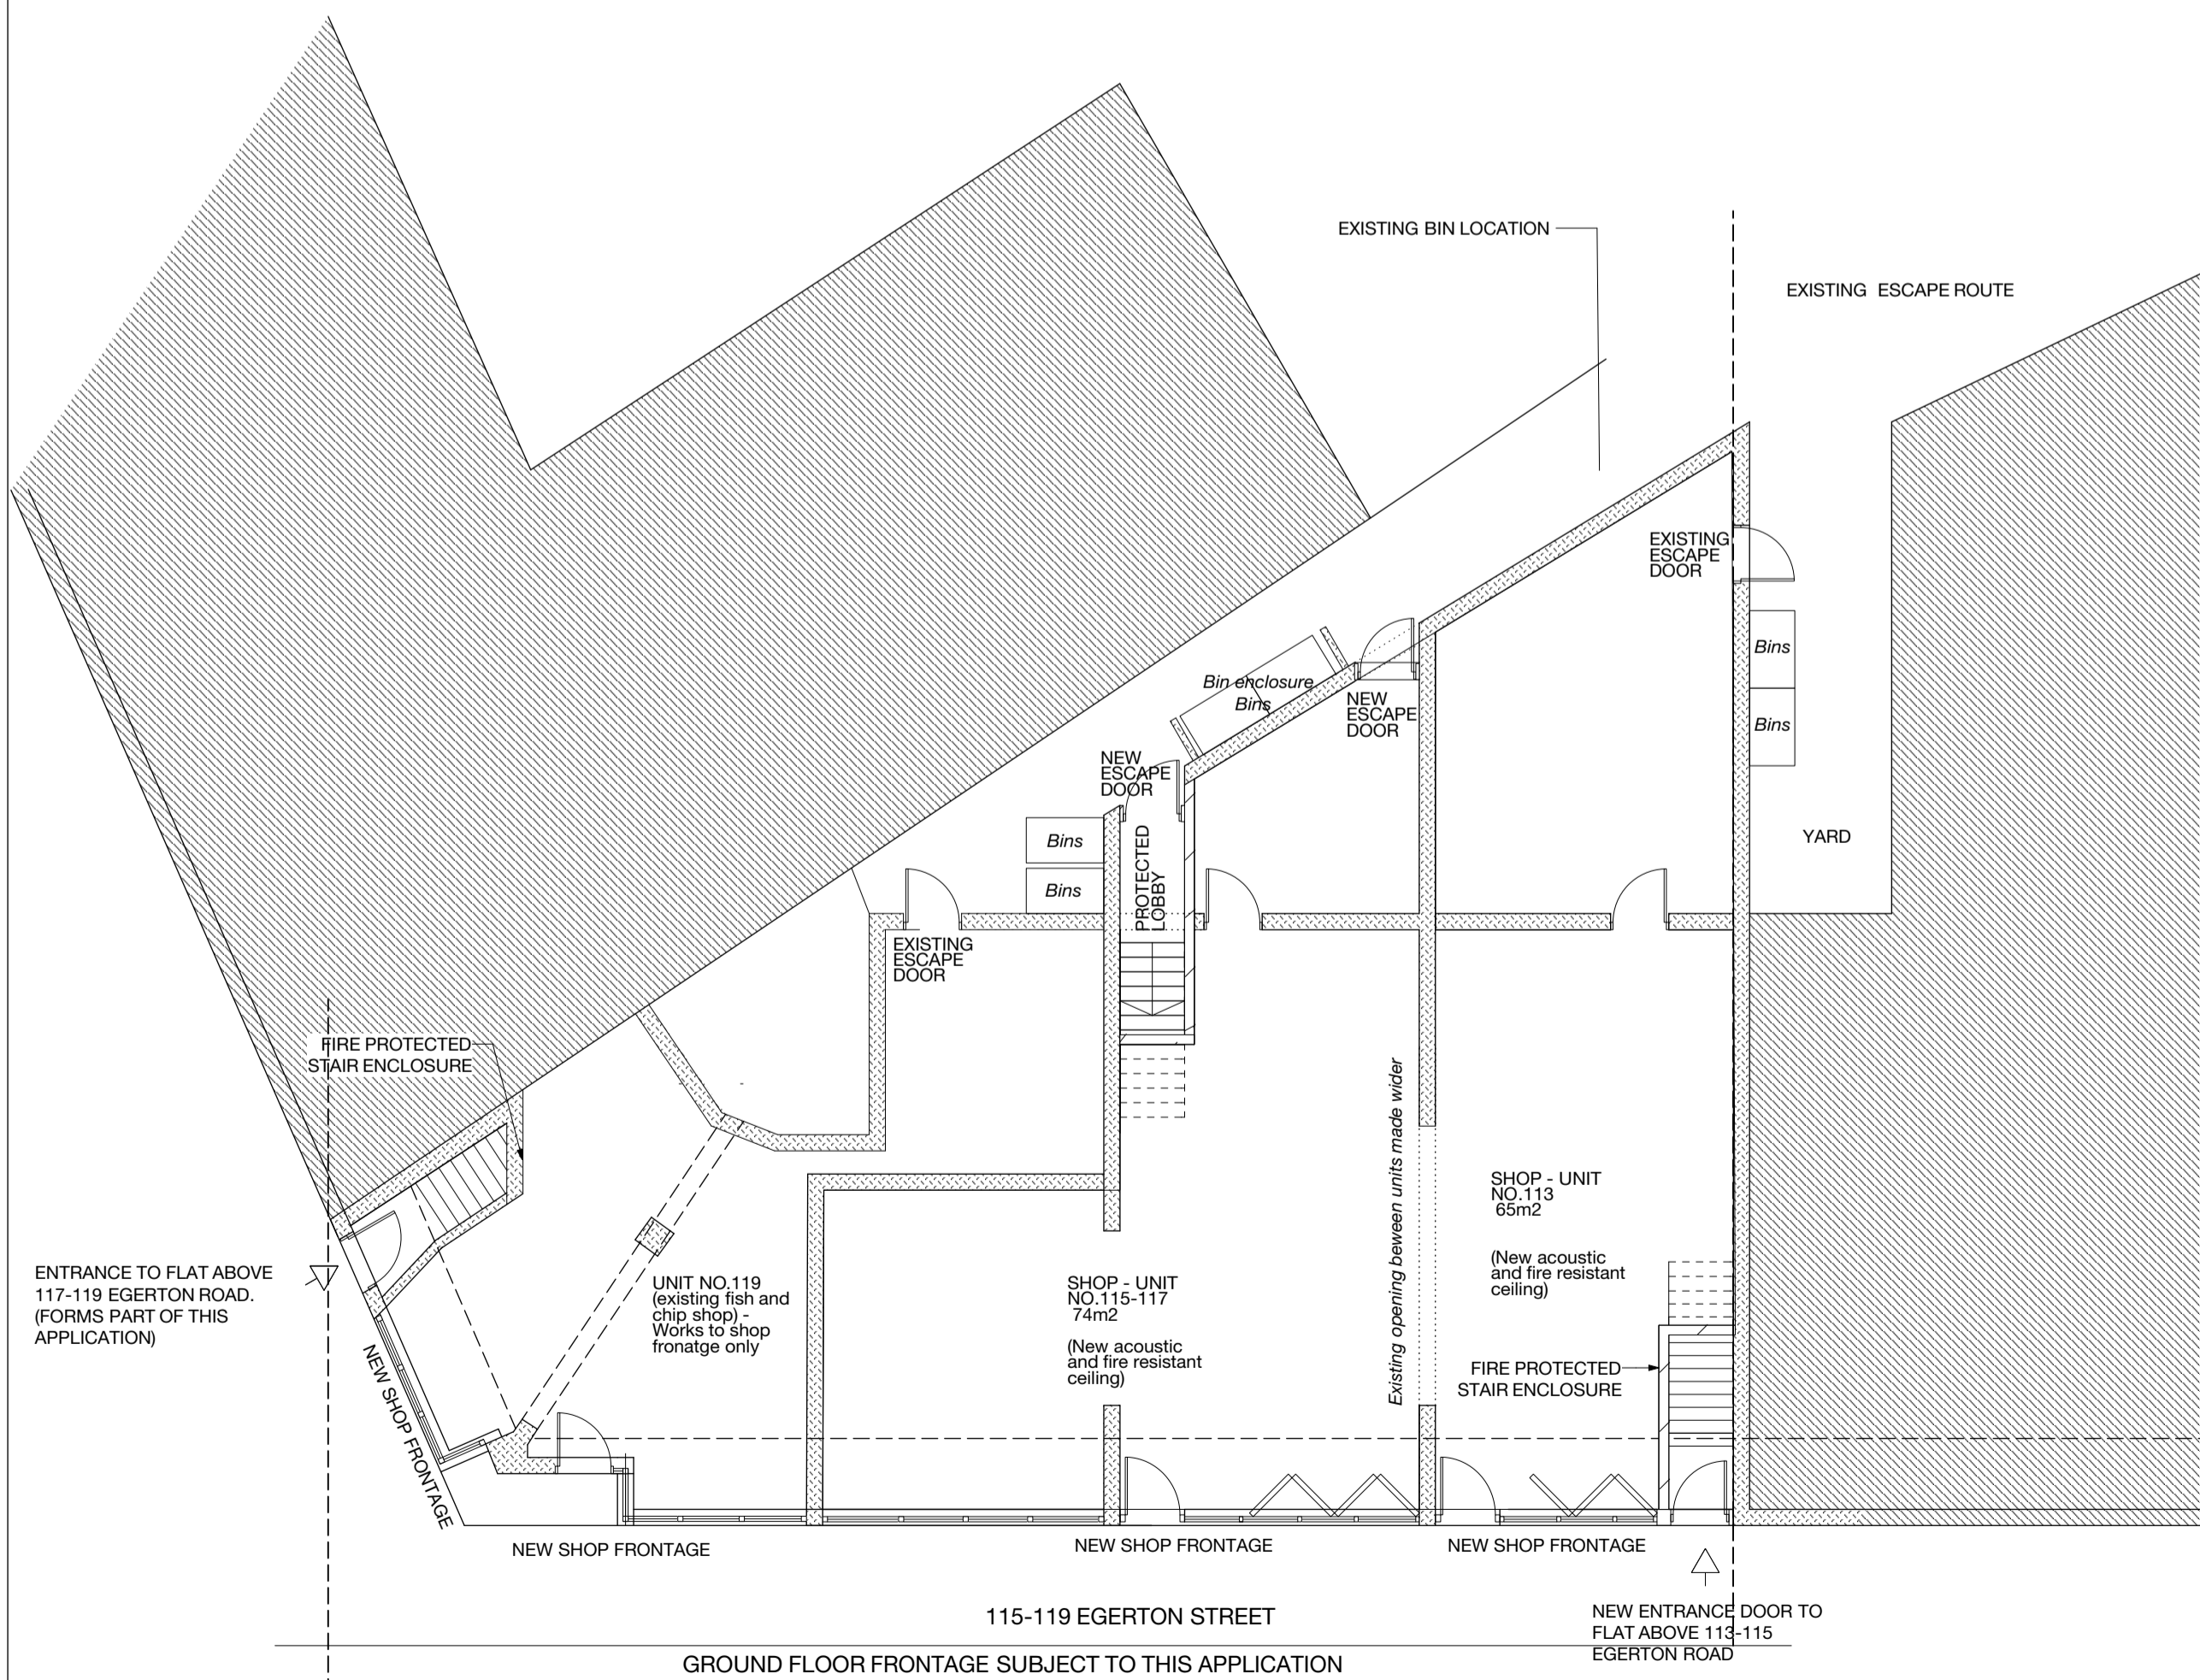 EXISTING BIN LOCATION
EXISTING ESCAPE ROUTE
EXISTING
ESCAPE
DOOR
Bins
Bins
YARD
Bin enclosure
Bins
NEW
ESCAPE
DOOR
NEW
ESCAPE
DOOR
PROTECTED
LOBBY
Bins
Bins
EXISTING
ESCAPE
DOOR
FIRE PROTECTED
STAIR ENCLOSURE
ENTRANCE TO FLAT ABOVE
117-119 EGERTON ROAD.
(FORMS PART OF THIS
APPLICATION)
NEW SHOP FRONTAGE
UNIT NO.119
(existing fish and
chip shop) -
Works to shop
fronatge only
SHOP - UNIT
NO.115-117
74m2
(New acoustic
and fire resistant
ceiling)
Existing opening beween units made wider
SHOP - UNIT
NO.113
65m2
(New acoustic
and fire resistant
ceiling)
FIRE PROTECTED
STAIR ENCLOSURE
NEW SHOP FRONTAGE
NEW SHOP FRONTAGE
NEW SHOP FRONTAGE
NEW ENTRANCE DOOR TO
FLAT ABOVE 113-115
EGERTON ROAD
115-119 EGERTON STREET
GROUND FLOOR FRONTAGE SUBJECT TO THIS APPLICATION